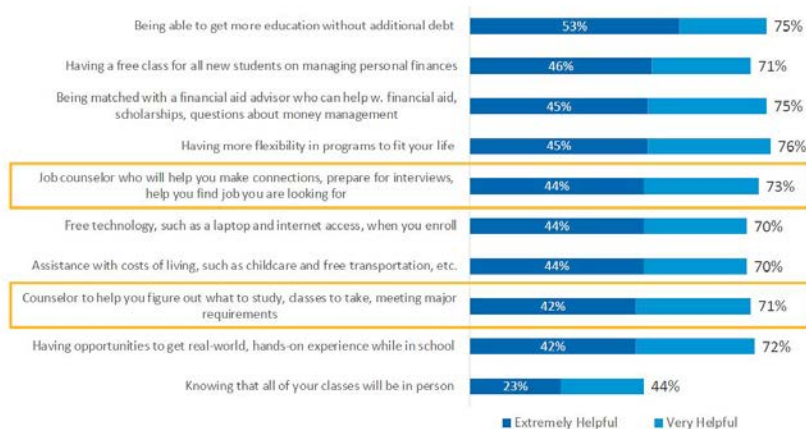 Being able to get more education without additional debt 53% 75%
Having a free class for all new students on managing personal finances 46% 71%
Being matched with a financial aid advisor who can help w. financial aid,
scholarships, questions about money management 45% 75%
Having more flexibility in programs to fit your life 45% 76%
Job counselor who will help you make connections, prepare for interviews,
help you find job you are looking for 44% 73%
Free technology, such as a laptop and internet access, when you enroll 44% 70%
Assistance with costs of living, such as childcare and free transportation, etc. 44% 70%
Counselor to help you figure out what to study, classes to take, meeting major
requirements 42% 71%
Having opportunities to get real-world, hands-on experience while in school 42% 72%
Knowing that all of your classes will be in person 23% 44%
Extremely Helpful Very Helpful